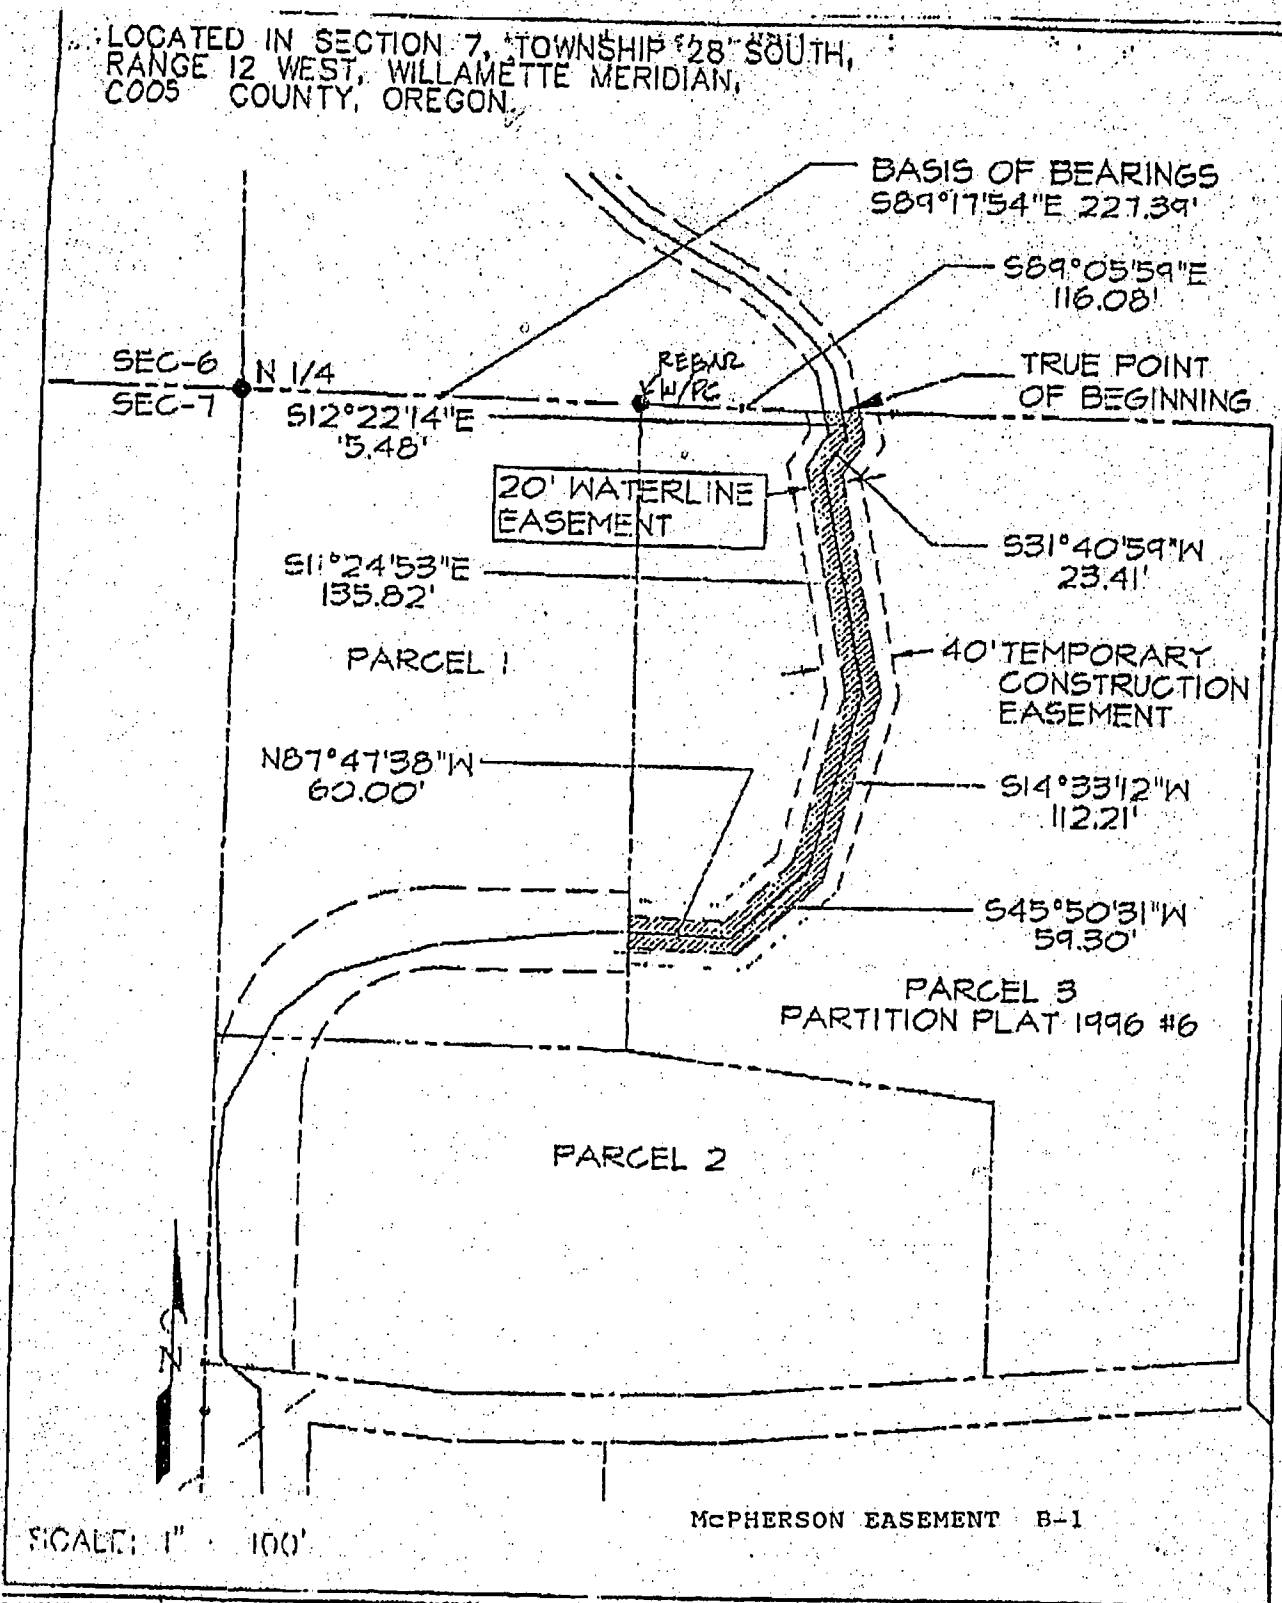 LOCATED IN SECTION 7, TOWNSHIP 28 SOUTH,
RANGE 12 WEST, WILLAMETTE MERIDIAN,
COOS COUNTY, OREGON.
BASIS OF BEARINGS
S89°17'54"E 227.39'
S89°05'59"E
116.08'
SEC-6
N 1/4
SEC-7
REBAR
W/PC
TRUE POINT
OF BEGINNING
S12°22'14"E
15.48'
20' WATERLINE
EASEMENT
S31°40'59"W
23.41'
S11°24'53"E
135.82'
PARCEL 1
40' TEMPORARY
CONSTRUCTION
EASEMENT
N87°47'38"W
60.00'
S14°33'12"W
112.21'
S45°50'31"W
59.30'
PARCEL 3
PARTITION PLAT 1996 #6
PARCEL 2
N
SCALE: 1" 100'
McPHERSON EASEMENT B-1